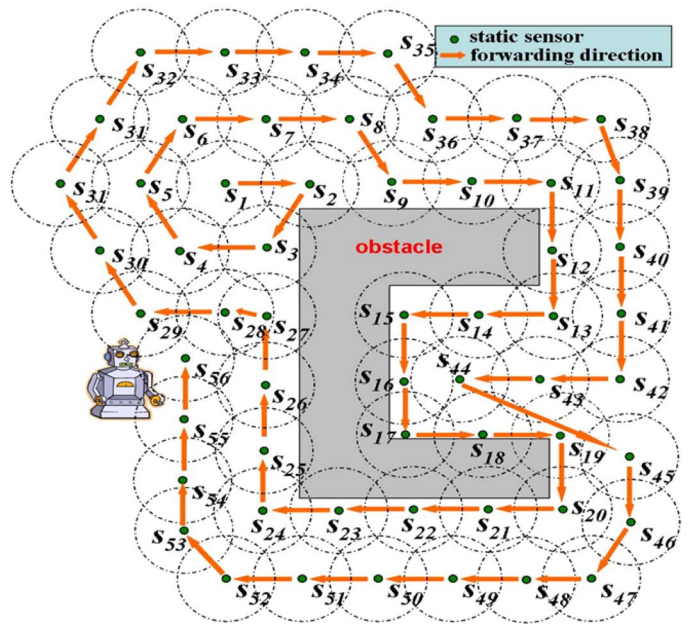 static sensor
forwarding direction
S35
S32
S33
S34
S31
S6
S7
S8
S36
S37
S38
S31
S5
S1
S2
S9
S10
S11
S39
S30
S4
S3
obstacle
S12
S40
S29
S28
S27
S15
S14
S13
S41
S56
S26
S16
S44
S43
S42
S55
S25
S17
S18
S19
S45
S54
S53
S24
S23
S22
S21
S20
S46
S52
S51
S50
S49
S48
S47